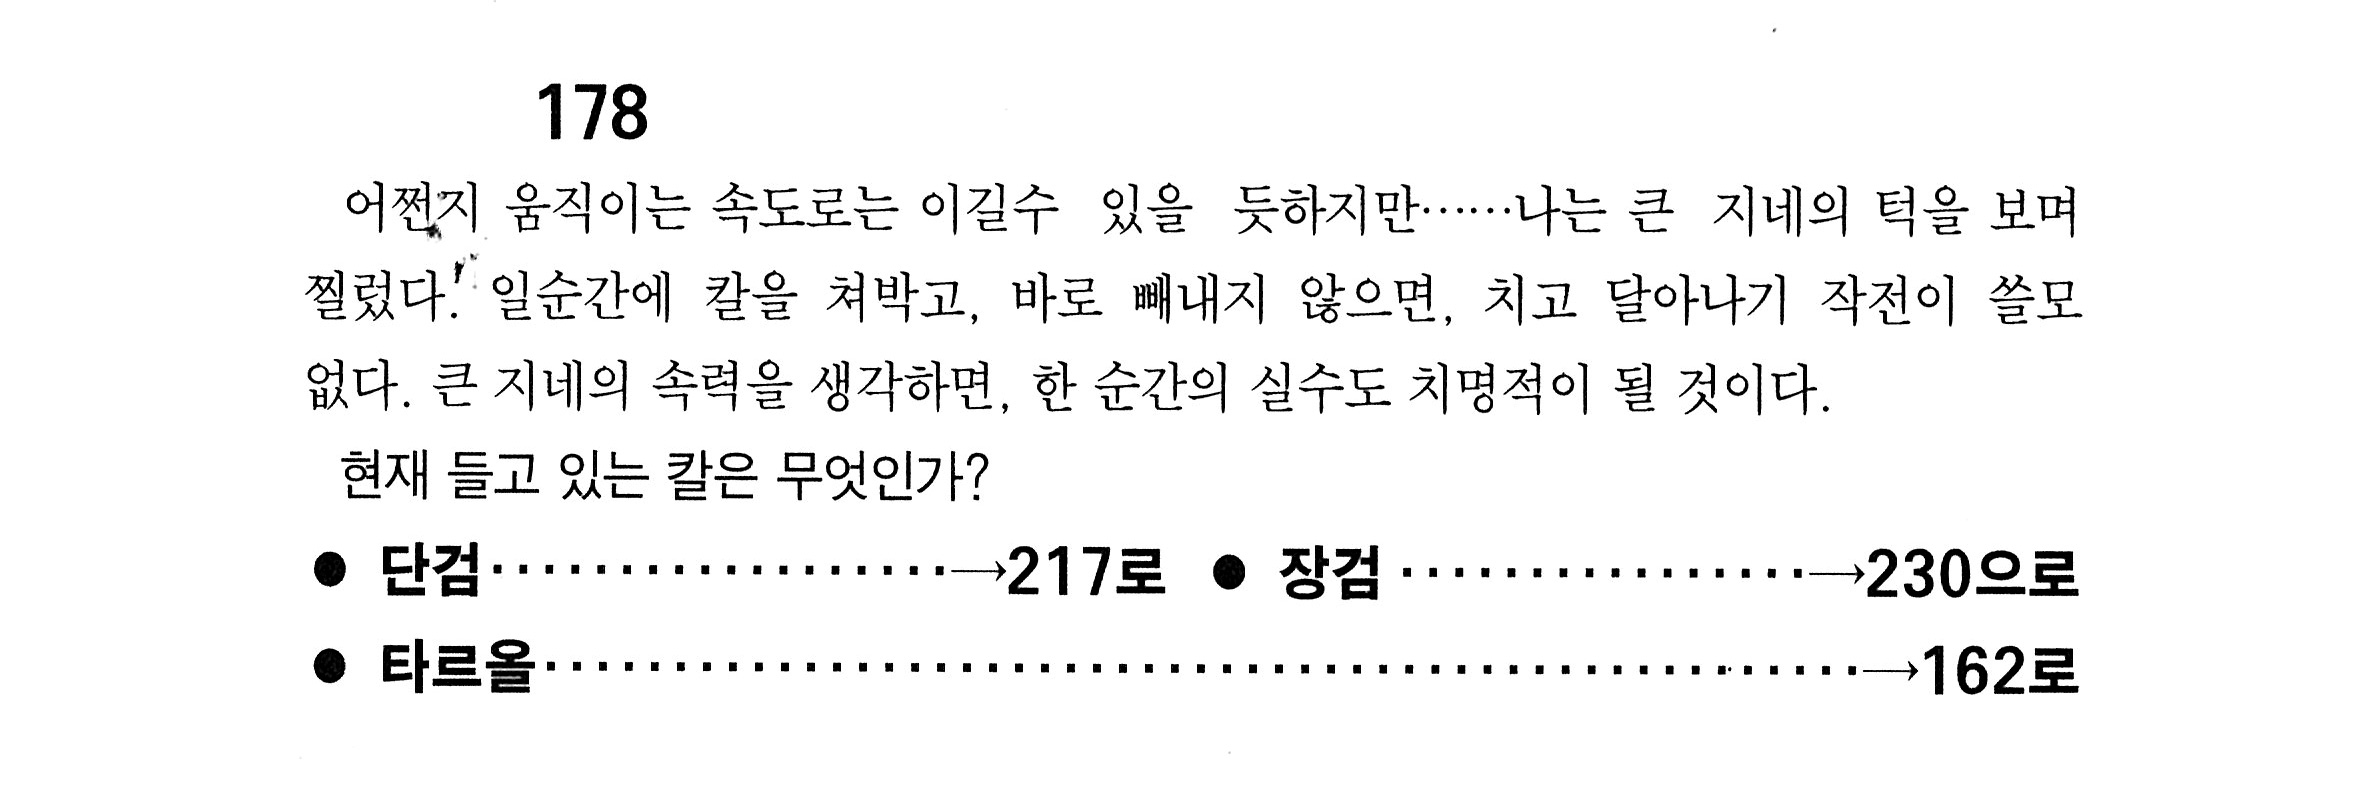 178
어쩐지 움직이는 속도로는 이길수 있을 듯하지만……나는 큰 지네의 턱을 보며
찔렀다. 일순간에 칼을 쳐박고, 바로 빼내지 않으면, 치고 달아나기 작전이 쓸모
없다. 큰 지네의 속력을 생각하면, 한 순간의 실수도 치명적이 될 것이다.
현재 들고 있는 칼은 무엇인가?
● 단검··················→217로 ● 장검················→230으로
● 타르올···················································→162로